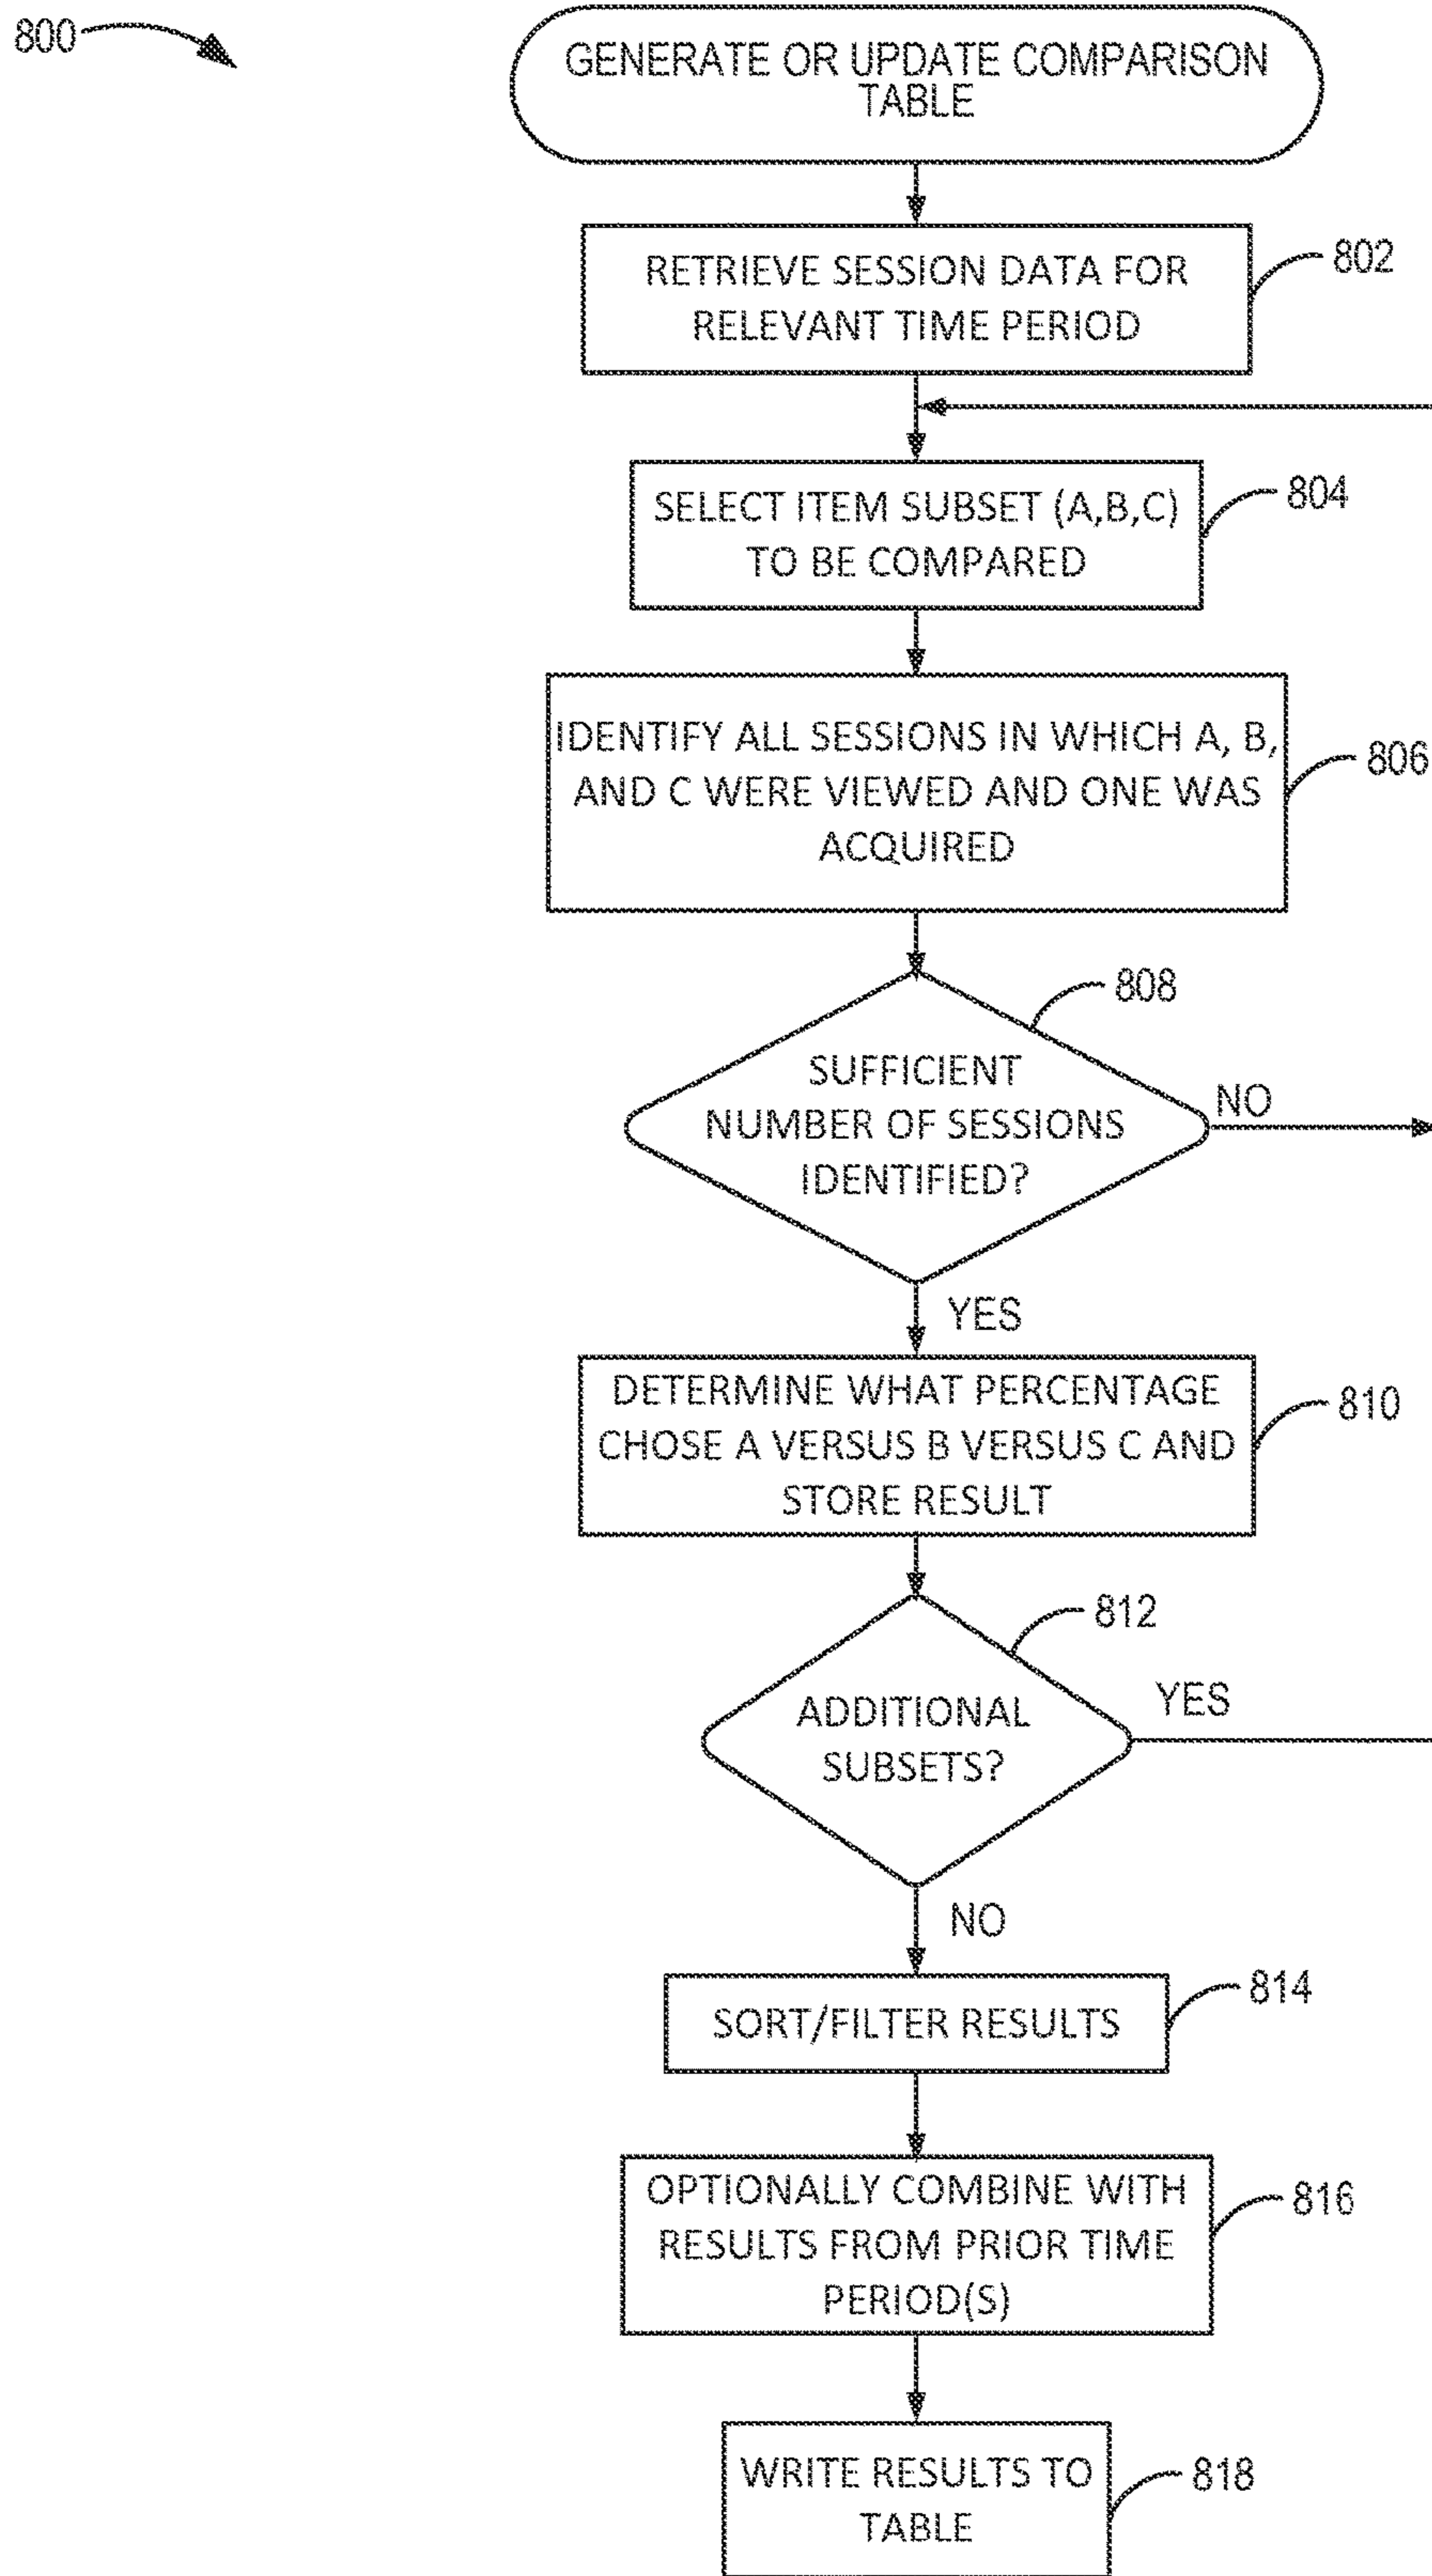 800
GENERATE OR UPDATE COMPARISON
TABLE
RETRIEVE SESSION DATA FOR
RELEVANT TIME PERIOD
802
SELECT ITEM SUBSET (A,B,C)
TO BE COMPARED
804
IDENTIFY ALL SESSIONS IN WHICH A, B,
AND C WERE VIEWED AND ONE WAS
ACQUIRED
806
808
SUFFICIENT
NUMBER OF SESSIONS
IDENTIFIED?
NO
YES
DETERMINE WHAT PERCENTAGE
CHOSE A VERSUS B VERSUS C AND
STORE RESULT
810
812
ADDITIONAL
SUBSETS?
YES
NO
SORT/FILTER RESULTS
814
OPTIONALLY COMBINE WITH
RESULTS FROM PRIOR TIME
PERIOD(S)
816
WRITE RESULTS TO
TABLE
818